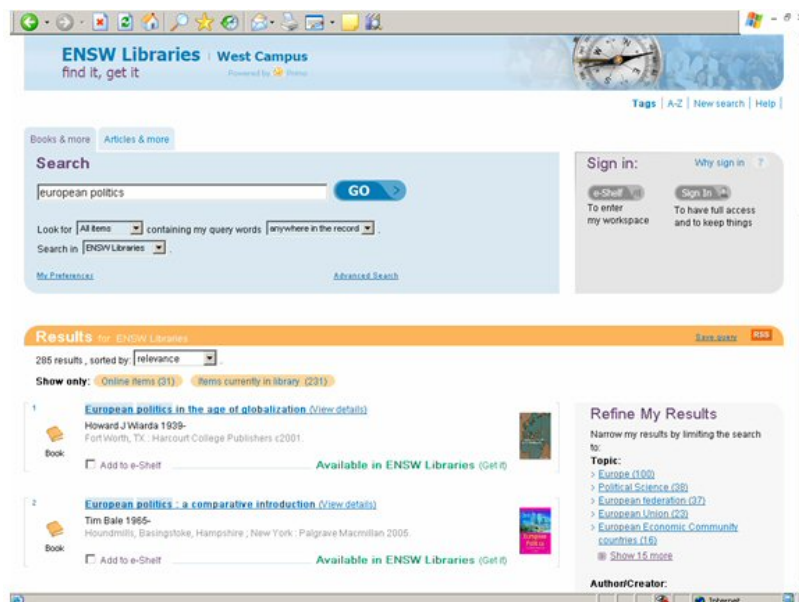 ENSW Libraries | West Campus
find it, get it
Powered by Primo
Tags | A-Z | New search | Help |
Books & more Articles & more
Search
european politics GO
Look for All items containing my query words anywhere in the record .
Search in ENSW Libraries .
My Preferences Advanced Search
Sign in: Why sign in ?
e-Shelf Sign In
To enter
my workspace
To have full access
and to keep things
Results for ENSW Libraries Save query RSS
285 results , sorted by: relevance .
Show only: Online items (31) Items currently in library (231)
1 European politics in the age of globalization (View details)
Howard J Wiarda 1939-
Fort Worth, TX : Harcourt College Publishers c2001.
Book
Add to e-Shelf Available in ENSW Libraries (Get it)
2 European politics : a comparative introduction (View details)
Tim Bale 1965-
Houndmills, Basingstoke, Hampshire ; New York : Palgrave Macmillan 2005.
Book
Add to e-Shelf Available in ENSW Libraries (Get it)
Refine My Results
Narrow my results by limiting the search
to:
Topic:
> Europe (100)
> Political Science (38)
> European federation (37)
> European Union (23)
> European Economic Community
countries (16)
Show 15 more
Author/Creator:
Internet